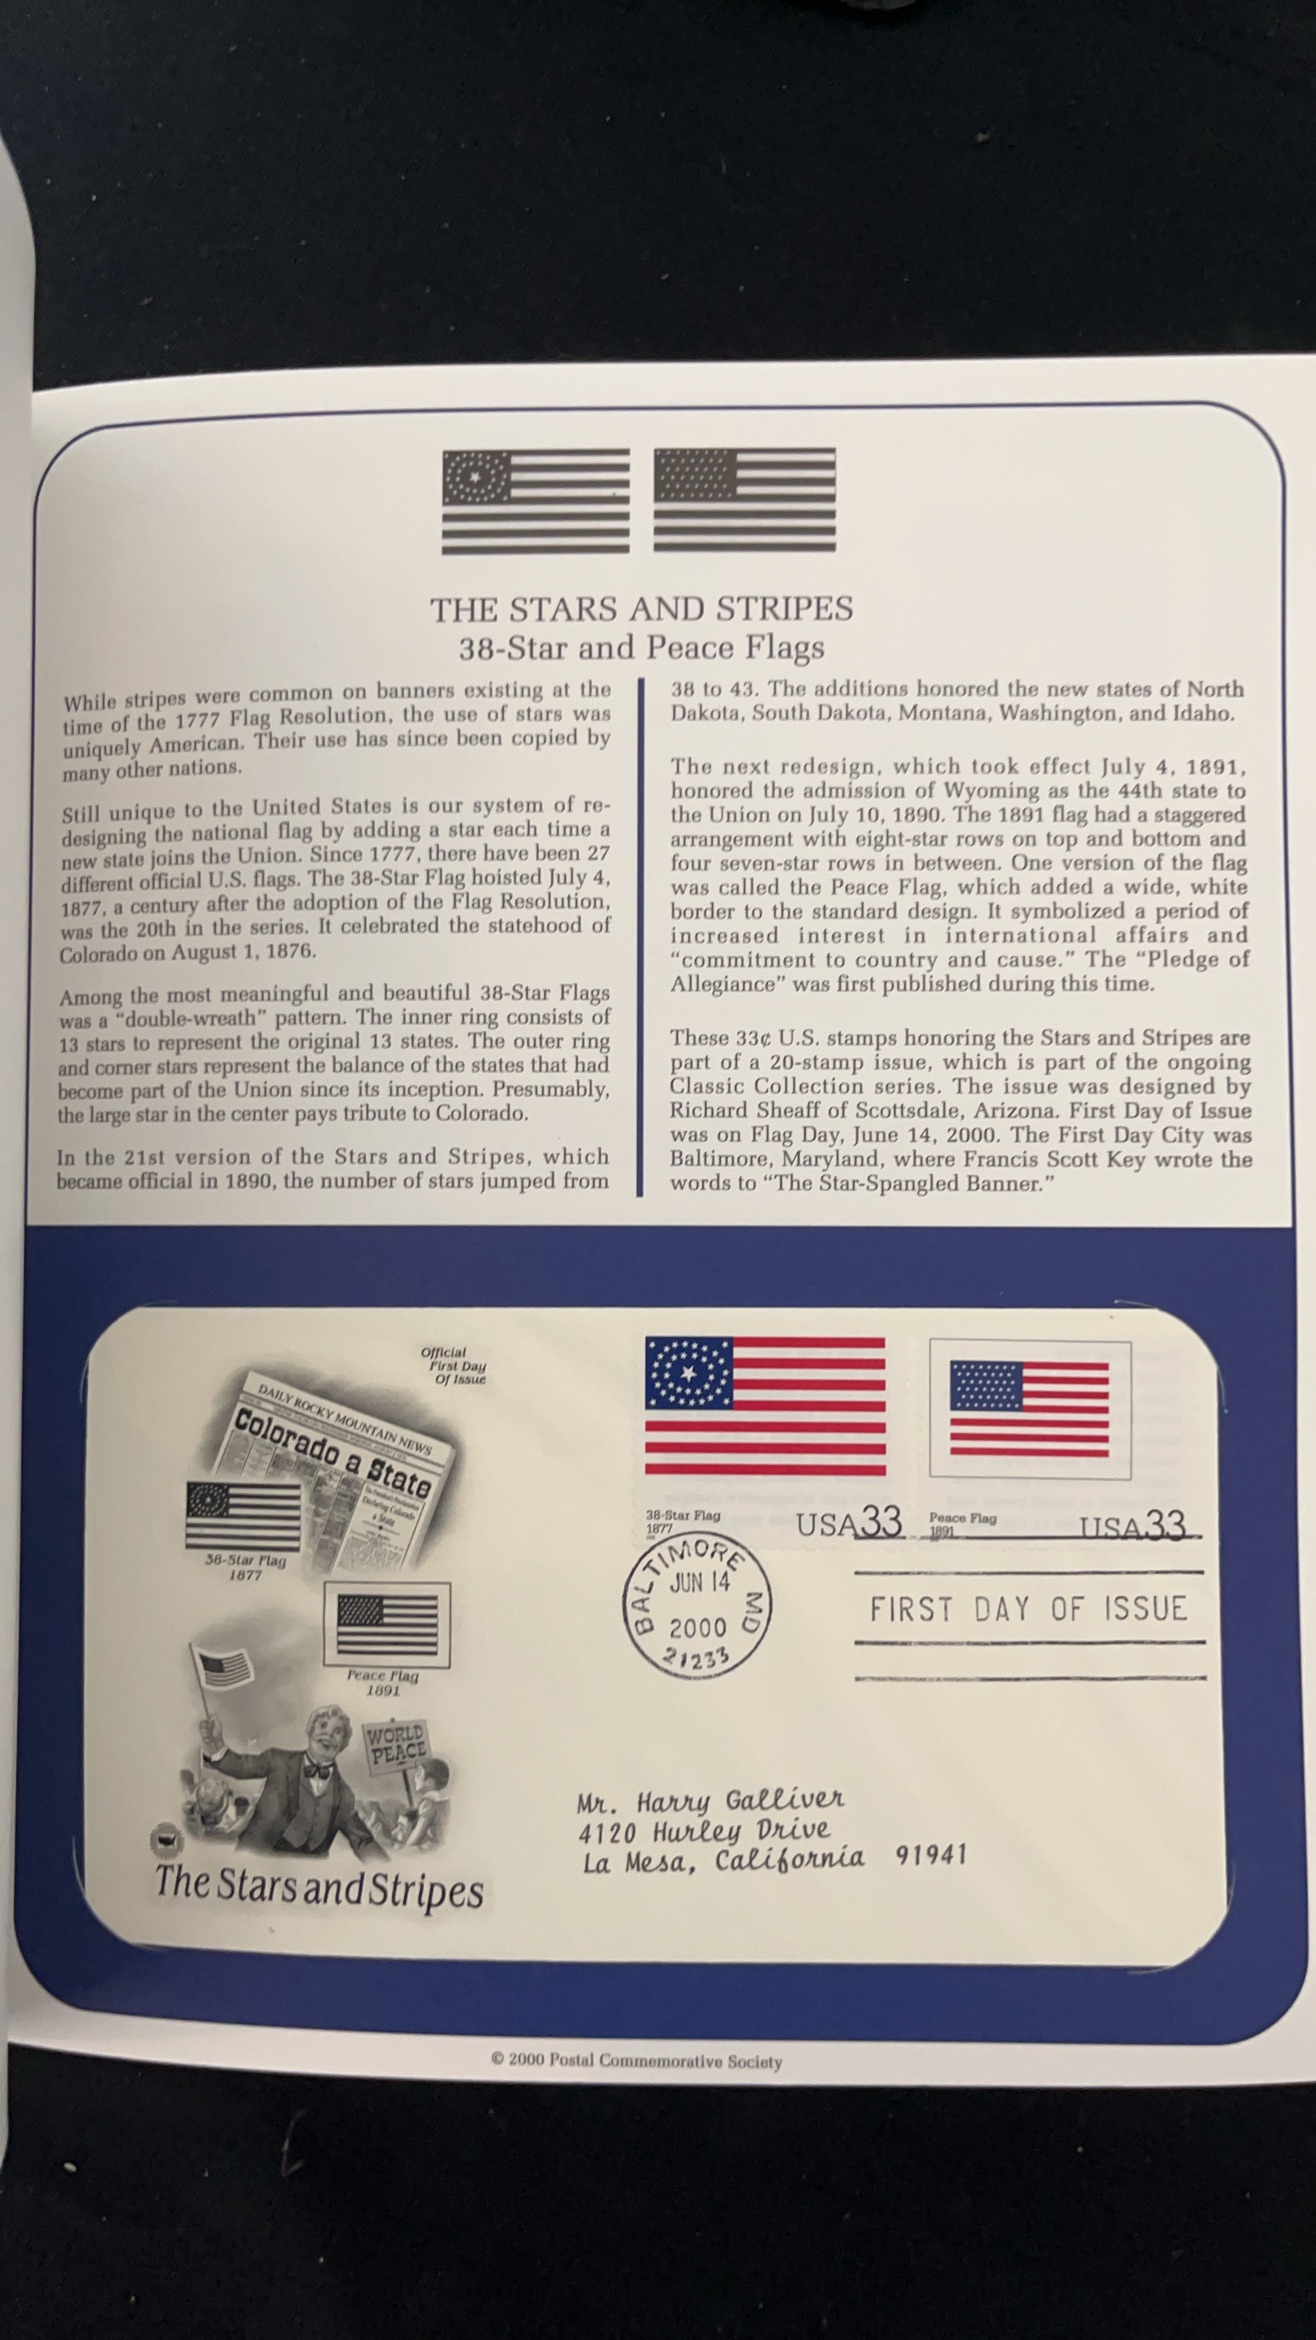 THE STARS AND STRIPES
38-Star and Peace Flags
While stripes were common on banners existing at the
time of the 1777 Flag Resolution, the use of stars was
uniquely American. Their use has since been copied by
many other nations.
Still unique to the United States is our system of re-
designing the national flag by adding a star each time a
new state joins the Union. Since 1777, there have been 27
different official U.S. flags. The 38-Star Flag hoisted July 4,
1877, a century after the adoption of the Flag Resolution,
was the 20th in the series. It celebrated the statehood of
Colorado on August 1, 1876.
Among the most meaningful and beautiful 38-Star Flags
was a “double-wreath” pattern. The inner ring consists of
13 stars to represent the original 13 states. The outer ring
and corner stars represent the balance of the states that had
become part of the Union since its inception. Presumably,
the large star in the center pays tribute to Colorado.
In the 21st version of the Stars and Stripes, which
became official in 1890, the number of stars jumped from
38 to 43. The additions honored the new states of North
Dakota, South Dakota, Montana, Washington, and Idaho.
The next redesign, which took effect July 4, 1891,
honored the admission of Wyoming as the 44th state to
the Union on July 10, 1890. The 1891 flag had a staggered
arrangement with eight-star rows on top and bottom and
four seven-star rows in between. One version of the flag
was called the Peace Flag, which added a wide, white
border to the standard design. It symbolized a period of
increased interest in international affairs and
“commitment to country and cause.” The “Pledge of
Allegiance” was first published during this time.
These 33¢ U.S. stamps honoring the Stars and Stripes are
part of a 20-stamp issue, which is part of the ongoing
Classic Collection series. The issue was designed by
Richard Sheaff of Scottsdale, Arizona. First Day of Issue
was on Flag Day, June 14, 2000. The First Day City was
Baltimore, Maryland, where Francis Scott Key wrote the
words to “The Star-Spangled Banner.”
Official
First Day
Of Issue
DAILY ROCKY MOUNTAIN NEWS
Colorado a State
Declaring Colorado
a State
38-Star Flag
1877
Peace Flag
1891
WORLD
PEACE
The Stars and Stripes
38-Star Flag
1877
USA33
Peace Flag
1891
USA33
BALTIMORE MD
JUN 14
2000
21233
FIRST DAY OF ISSUE
Mr. Harry Galliver
4120 Hurley Drive
La Mesa, California 91941
© 2000 Postal Commemorative Society